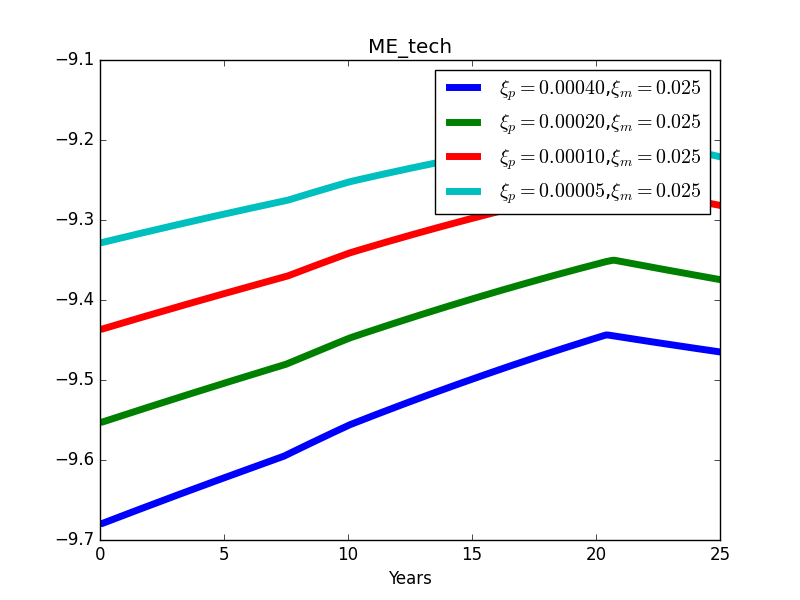 ME_tech
−9.1
−9.2
−9.3
−9.4
−9.5
−9.6
−9.7
ξp = 0.00040,ξm = 0.025
ξp = 0.00020,ξm = 0.025
ξp = 0.00010,ξm = 0.025
ξp = 0.00005,ξm = 0.025
0 5 10 15 20 25
Years